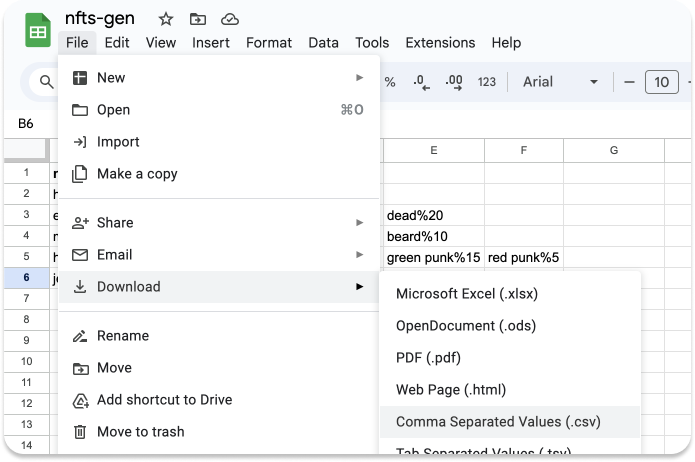 nfts-gen
File Edit View Insert Format Data Tools Extensions Help
New
% .0 .00 123 Arial 10
Open ⌘O
B6
Import
E F G
Make a copy
1
2
3 dead%20
Share
4 beard%10
Email
5 green punk%15 red punk%5
6
Download
7
Microsoft Excel (.xlsx)
8
OpenDocument (.ods)
9
Rename
PDF (.pdf)
10
Move
11
Web Page (.html)
12
Add shortcut to Drive
Comma Separated Values (.csv)
13
Move to trash
14
Tab Separated Values (.tsv)